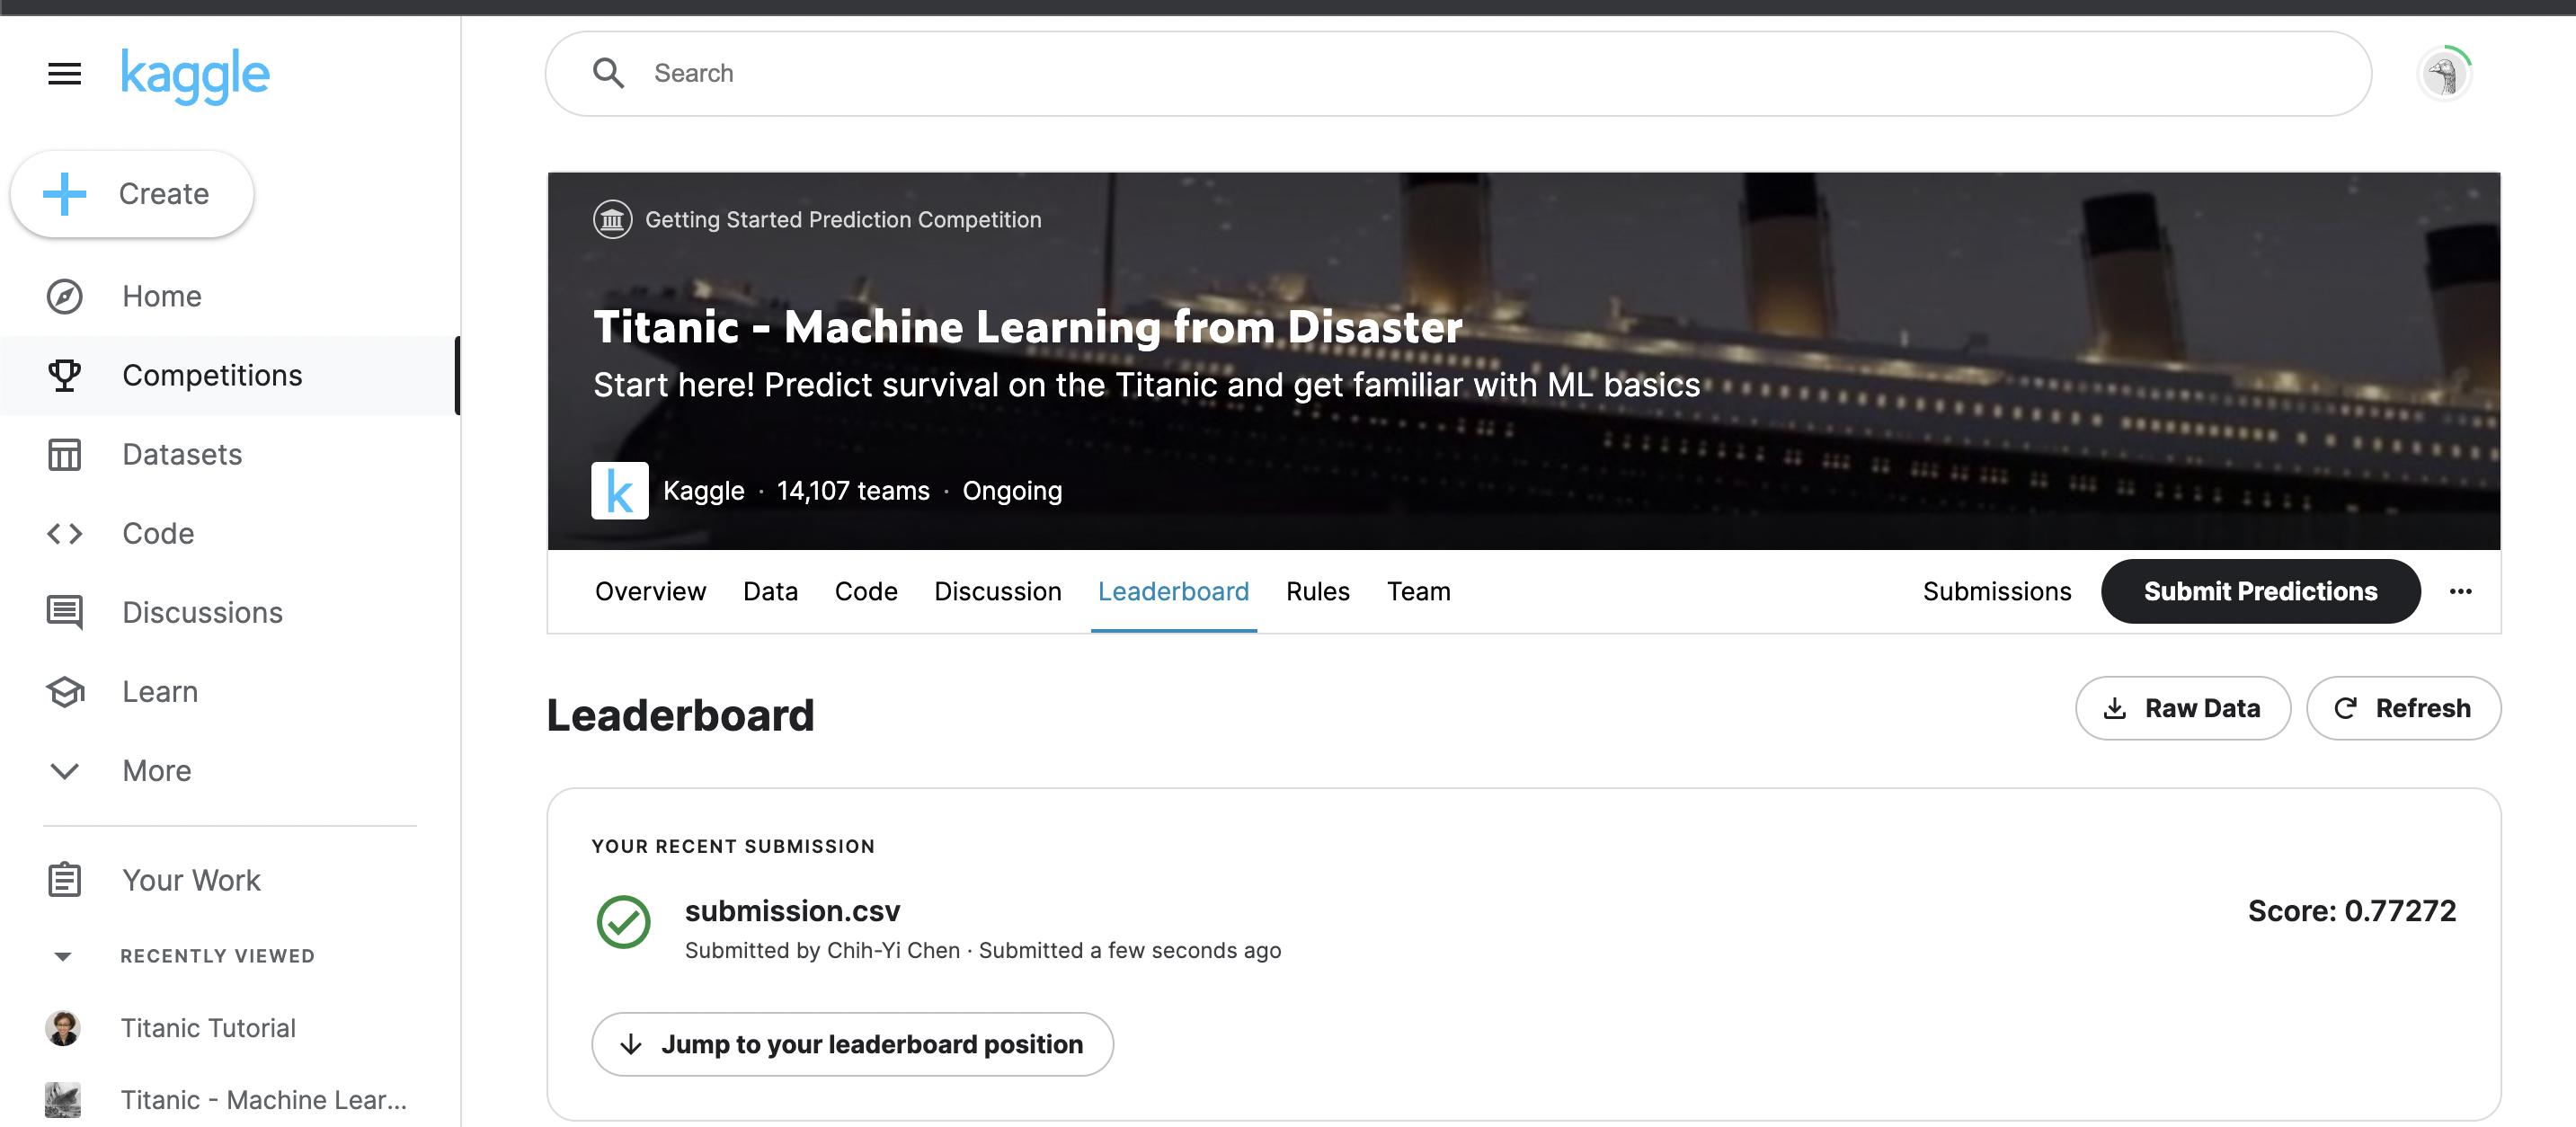 kaggle
Search
Create
Home
Competitions
Datasets
Code
Discussions
Learn
More
Your Work
RECENTLY VIEWED
Titanic Tutorial
Titanic - Machine Lear...
Getting Started Prediction Competition
Titanic - Machine Learning from Disaster
Start here! Predict survival on the Titanic and get familiar with ML basics
k Kaggle · 14,107 teams · Ongoing
Overview Data Code Discussion Leaderboard Rules Team Submissions Submit Predictions ...
Leaderboard Raw Data Refresh
YOUR RECENT SUBMISSION
submission.csv Score: 0.77272
Submitted by Chih-Yi Chen · Submitted a few seconds ago
Jump to your leaderboard position